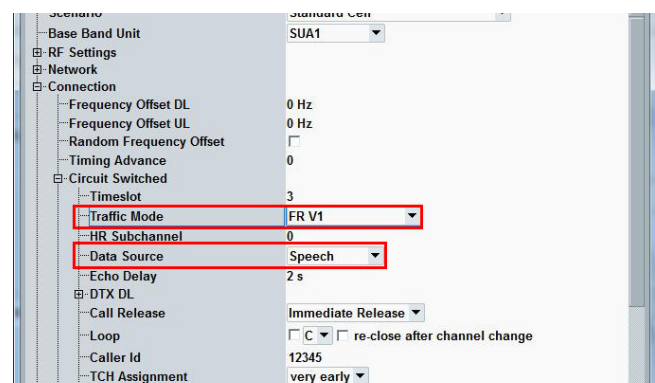 Scenario Standard Cell
Base Band Unit SUA1
RF Settings
Network
Connection
Frequency Offset DL 0 Hz
Frequency Offset UL 0 Hz
Random Frequency Offset
Timing Advance 0
Circuit Switched
Timeslot 3
Traffic Mode FR V1
HR Subchannel 0
Data Source Speech
Echo Delay 2 s
DTX DL
Call Release Immediate Release
Loop C re-close after channel change
Caller Id 12345
TCH Assignment very early